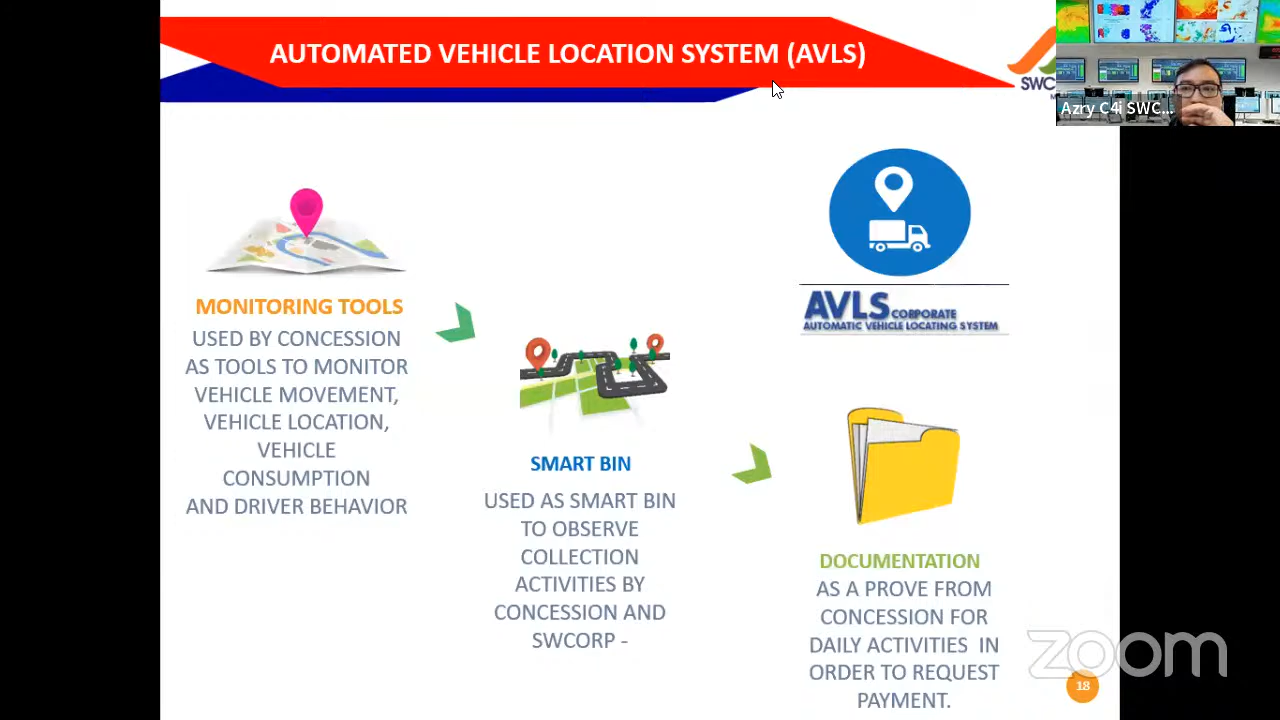 AUTOMATED VEHICLE LOCATION SYSTEM (AVLS)
SWC
Azry C4i SWC...
MONITORING TOOLS
USED BY CONCESSION
AS TOOLS TO MONITOR
VEHICLE MOVEMENT,
VEHICLE LOCATION,
VEHICLE
CONSUMPTION
AND DRIVER BEHAVIOR
SMART BIN
USED AS SMART BIN
TO OBSERVE
COLLECTION
ACTIVITIES BY
CONCESSION AND
SWCORP -
AVLS CORPORATE
AUTOMATIC VEHICLE LOCATING SYSTEM
DOCUMENTATION
AS A PROVE FROM
CONCESSION FOR
DAILY ACTIVITIES IN
ORDER TO REQUEST
PAYMENT.
zoom
18